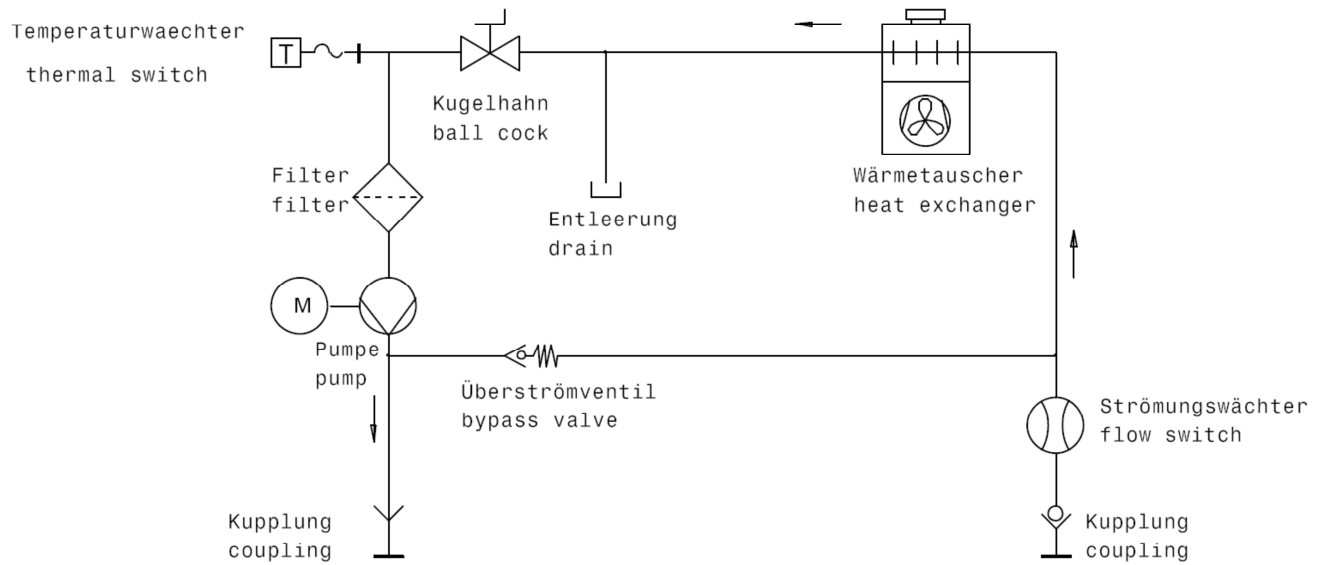 Temperaturwaechter
thermal switch
T
Kugelhahn
ball cock
Wärmetauscher
heat exchanger
Filter
filter
Entleerung
drain
M
Pumpe
pump
Überströmventil
bypass valve
Strömungswächter
flow switch
Kupplung
coupling
Kupplung
coupling